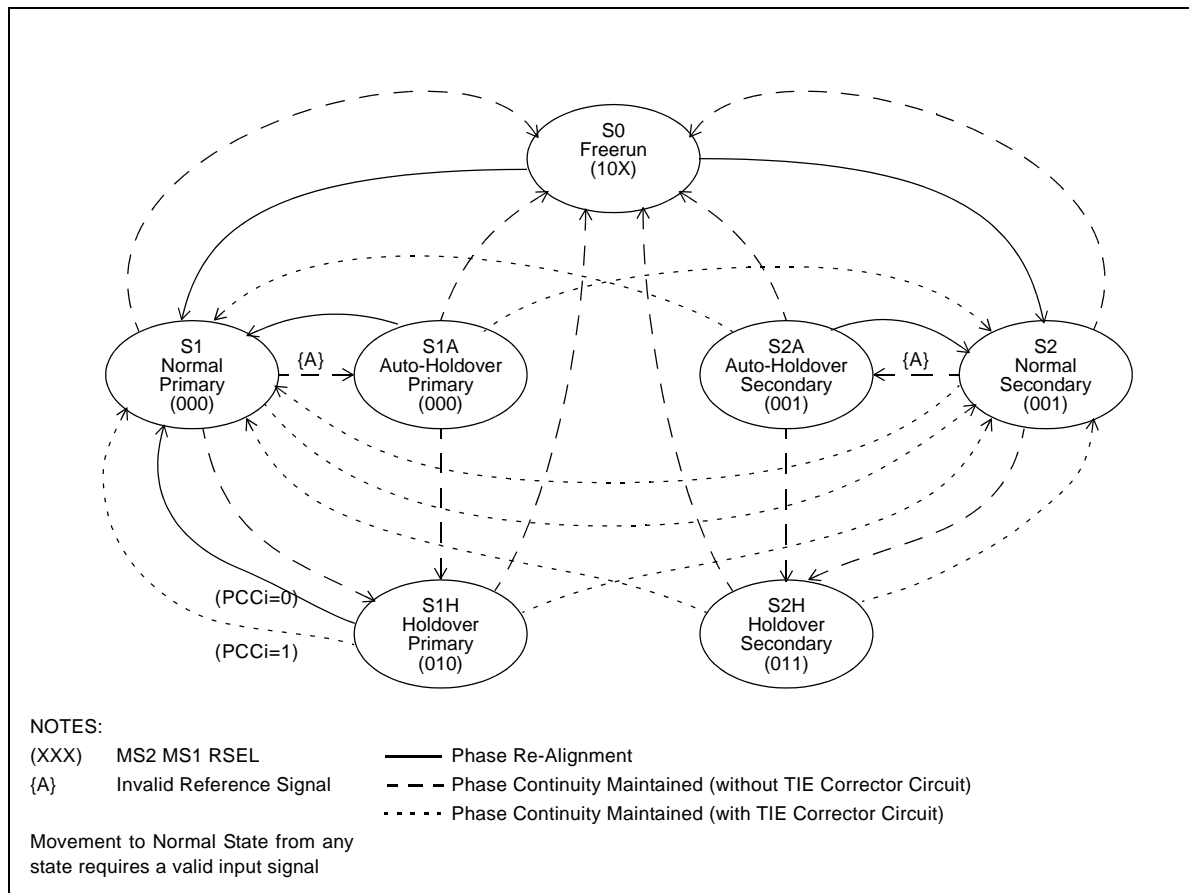 S0
Freerun
(10X)
S1
Normal
Primary
(000)
{A}
S1A
Auto-Holdover
Primary
(000)
S2A
Auto-Holdover
Secondary
(001)
{A}
S2
Normal
Secondary
(001)
(PCCi=0)
(PCCi=1)
S1H
Holdover
Primary
(010)
S2H
Holdover
Secondary
(011)
NOTES:
(XXX) MS2 MS1 RSEL
{A} Invalid Reference Signal
Movement to Normal State from any
state requires a valid input signal
Phase Re-Alignment
Phase Continuity Maintained (without TIE Corrector Circuit)
Phase Continuity Maintained (with TIE Corrector Circuit)